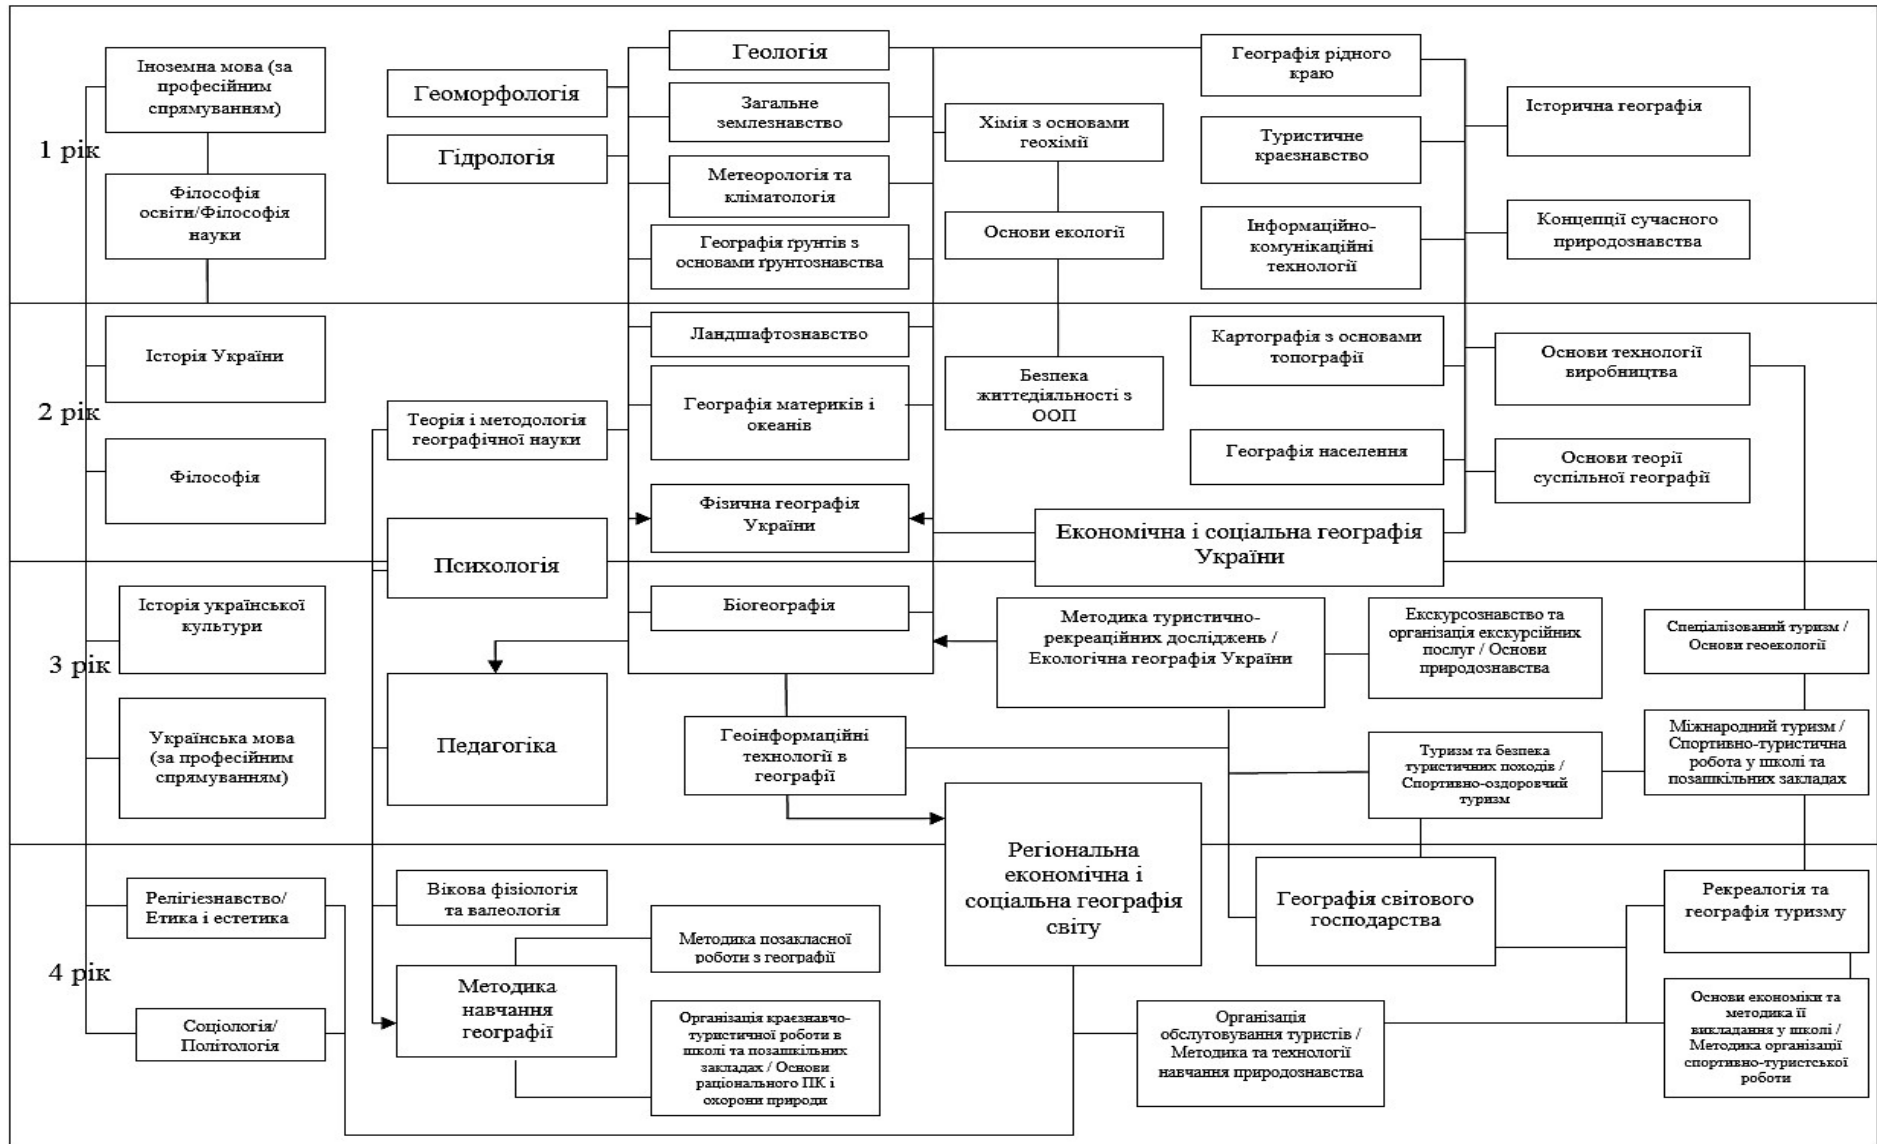 1 рік
Іноземна мова (за
професійним
спрямуванням)
Філософія
освіти/Філософія
науки
Геоморфологія
Гідрологія
Геологія
Загальне
землезнавство
Метеорологія та
кліматологія
Географія ґрунтів з
основами ґрунтознавства
Хімія з основами
геохімії
Основи екології
Географія рідного
краю
Туристичне
краєзнавство
Інформаційно-
комунікаційні
технології
Історична географія
Концепції сучасного
природознавства
2 рік
Історія України
Філософія
Теорія і методологія
географічної науки
Психологія
Ландшафтознавство
Географія материків і
океанів
Фізична географія
України
Безпека
життедіяльності з
ООП
Картографія з основами
топографії
Географія населення
Економічна і соціальна географія
України
Основи технології
виробництва
Основи теорії
суспільної географії
3 рік
Історія української
культури
Українська мова
(за професійним
спрямуванням)
Педагогіка
Біогеографія
Геоінформаційні
технології в
географії
Методика туристично-
рекреаційних досліджень /
Екологічна географія України
Екскурсознавство та
організація екскурсійних
послуг / Основи
природознавства
Спеціалізований туризм /
Основи геоекології
Туризм та безпека
туристичних походів /
Спортивно-оздоровчий
туризм
Міжнародний туризм /
Спортивно-туристична
робота у школі та
позашкільних закладах
4 рік
Релігієзнавство/
Етика і естетика
Соціологія/
Політологія
Вікова фізіологія
та валеологія
Методика
навчання
географії
Методика позакласної
роботи з географії
Організація краєзнавчо-
туристичної роботи в
школі та позашкільних
закладах / Основи
раціонального ПК і
охорони природи
Регіональна
економічна і
соціальна географія
світу
Географія світового
господарства
Рекреалогія та
географія туризму
Організація
обслуговування туристів /
Методика та технології
навчання природознавства
Основи економіки та
методика її
викладання у школі /
Методика організації
спортивно-туристської
роботи